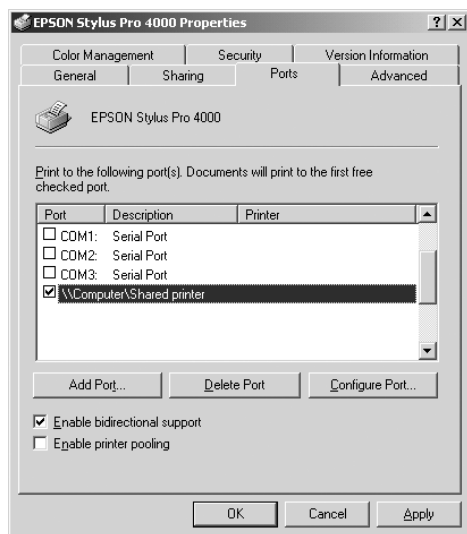 EPSON Stylus Pro 4000 Properties
Color Management Security Version Information
General Sharing Ports Advanced
EPSON Stylus Pro 4000
Print to the following port(s). Documents will print to the first free
checked port.
Port Description Printer
COM1: Serial Port
COM2: Serial Port
COM3: Serial Port
\\Computer\Shared printer
Add Port... Delete Port Configure Port...
Enable bidirectional support
Enable printer pooling
OK Cancel Apply